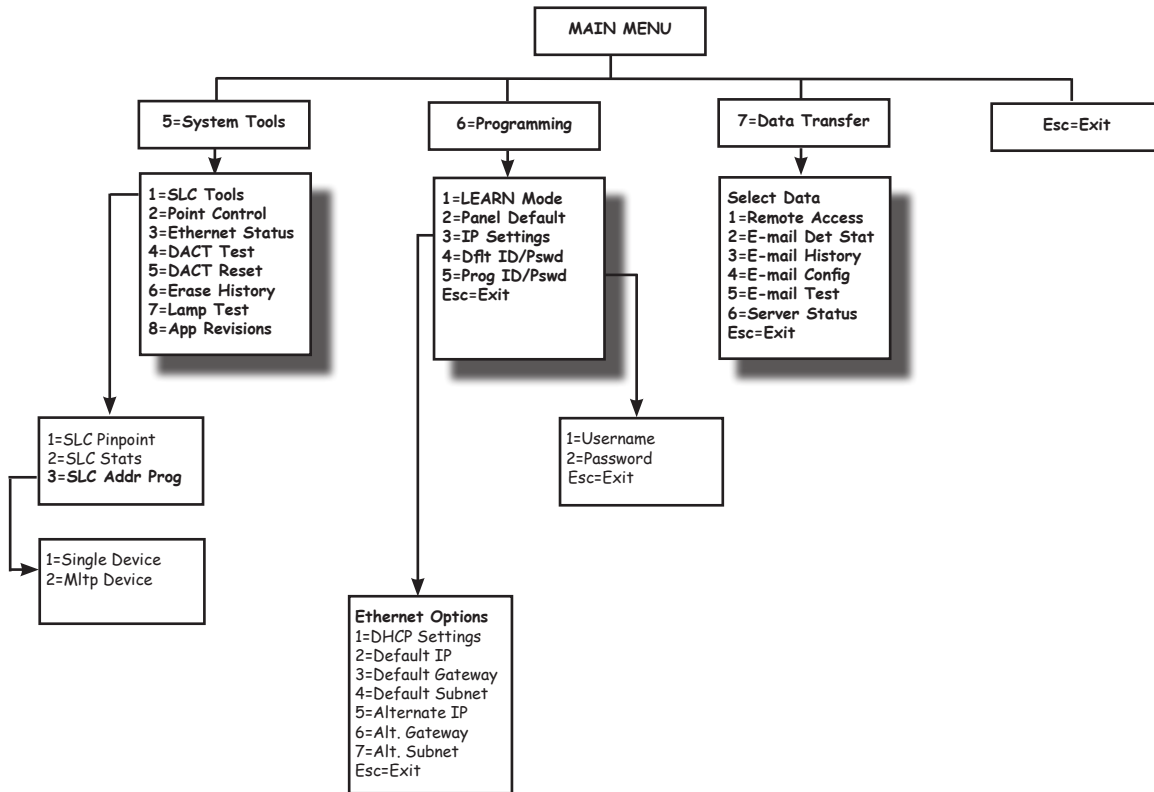 MAIN MENU
5=System Tools
6=Programming
7=Data Transfer
Esc=Exit
1=SLC Tools
2=Point Control
3=Ethernet Status
4=DACT Test
5=DACT Reset
6=Erase History
7=Lamp Test
8=App Revisions
1=LEARN Mode
2=Panel Default
3=IP Settings
4=Dflt ID/Pswd
5=Prog ID/Pswd
Esc=Exit
Select Data
1=Remote Access
2=E-mail Det Stat
3=E-mail History
4=E-mail Config
5=E-mail Test
6=Server Status
Esc=Exit
1=SLC Pinpoint
2=SLC Stats
3=SLC Addr Prog
1=Username
2=Password
Esc=Exit
1=Single Device
2=Mltp Device
Ethernet Options
1=DHCP Settings
2=Default IP
3=Default Gateway
4=Default Subnet
5=Alternate IP
6=Alt. Gateway
7=Alt. Subnet
Esc=Exit